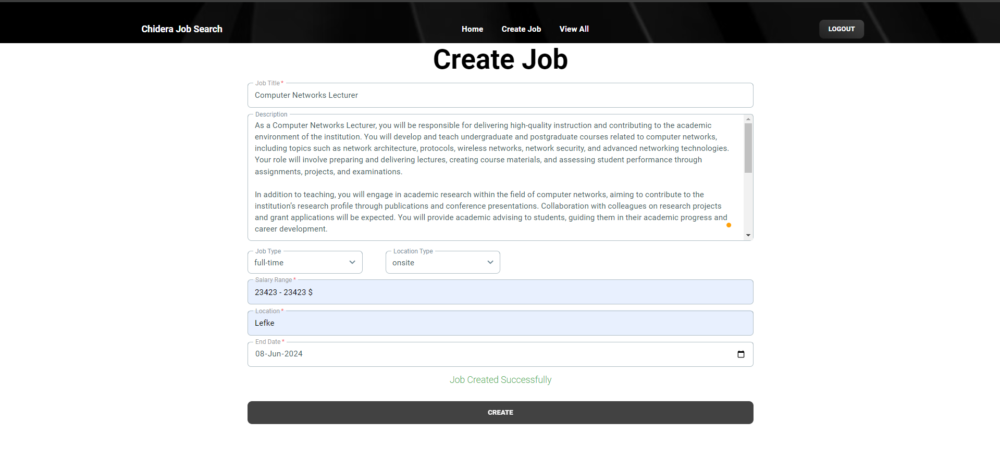 Chidera Job Search
Home Create Job View All
LOGOUT
Create Job
Job Title *
Computer Networks Lecturer
Description
As a Computer Networks Lecturer, you will be responsible for delivering high-quality instruction and contributing to the academic
environment of the institution. You will develop and teach undergraduate and postgraduate courses related to computer networks,
including topics such as network architecture, protocols, wireless networks, network security, and advanced networking technologies.
Your role will involve preparing and delivering lectures, creating course materials, and assessing student performance through
assignments, projects, and examinations.
In addition to teaching, you will engage in academic research within the field of computer networks, aiming to contribute to the
institution’s research profile through publications and conference presentations. Collaboration with colleagues on research projects
and grant applications will be expected. You will provide academic advising to students, guiding them in their academic progress and
career development.
Job Type
full-time
Location Type
onsite
Salary Range *
23423 - 23423 $
Location *
Lefke
End Date *
08-Jun-2024
Job Created Successfully
CREATE